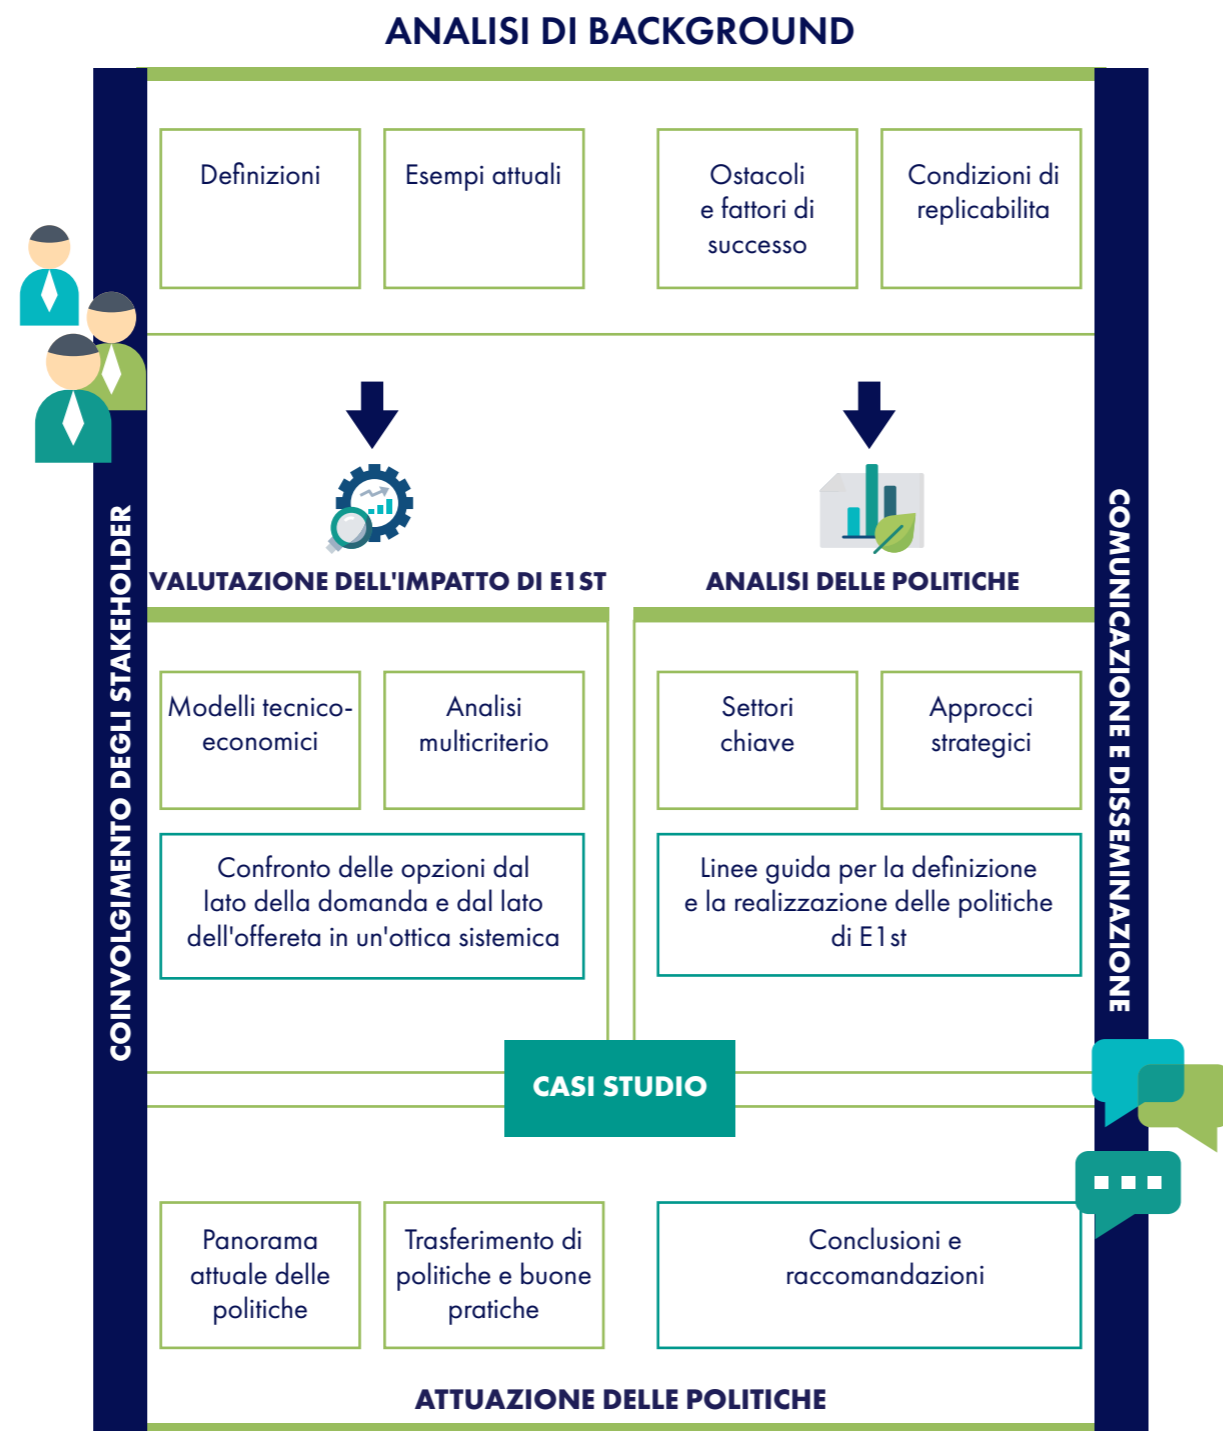 ANALISI DI BACKGROUND
Definizioni
Esempi attuali
Ostacoli
e fattori di
successo
Condizioni di
replicabilita
COINVOLGIMENTO DEGLI STAKEHOLDER
COMUNICAZIONE E DISSEMINAZIONE
VALUTAZIONE DELL'IMPATTO DI E1ST
Modelli tecnico-
economici
Analisi
multicriterio
Confronto delle opzioni dal
lato della domanda e dal lato
dell'offereta in un'ottica sistemica
ANALISI DELLE POLITICHE
Settori
chiave
Approcci
strategici
Linee guida per la definizione
e la realizzazione delle politiche
di E1st
CASI STUDIO
Panorama
attuale delle
politiche
Trasferimento di
politiche e buone
pratiche
Conclusioni e
raccomandazioni
ATTUAZIONE DELLE POLITICHE